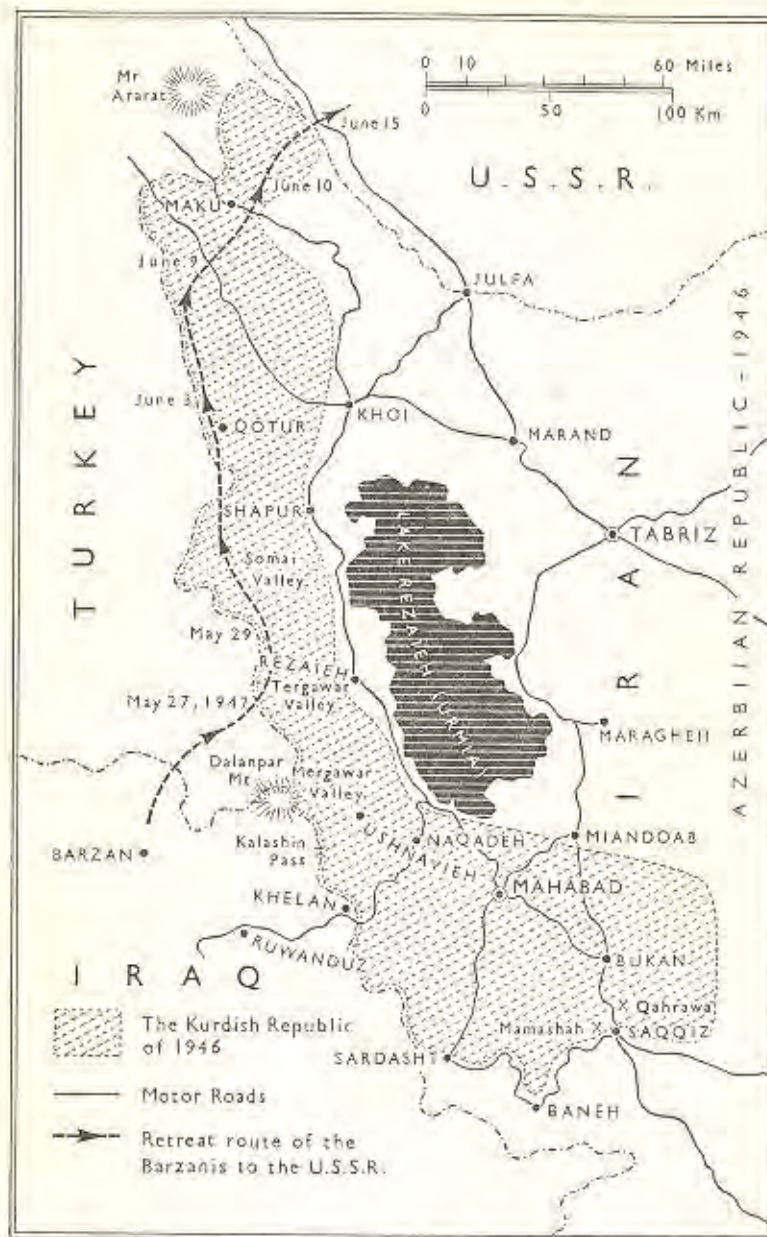 Mr
Ararat
0 10 60 Miles
0 50 100 Km
June 15
U.S.S.R.
June 10
MAKU
June 9
JULFA
TURKEY
June 3
KHOI
QOTUR
MARAND
AZERBIIAN REPUBLIC-1946
SHAPUR
LAKE REZAIEH (URMIA)
TABRIZ
IRAN
Somai
Valley
May 29
REZAIEH
Tergawar
Valley
May 27, 1947
MARAGHEH
Dalanpar
Mt
Mergawar
Valley
BARZAN
Kalashin
Pass
USHNAVIEH
NAQADEH
MIANDOAB
MAHABAD
KHELAN
RUWANDUZ
BUKAN
IRAQ
Qahrawa
Mamashah
SAQQIZ
SARDASHT
BANEH
The Kurdish Republic
of 1946
Motor Roads
Retreat route of the
Barzanis to the U.S.S.R.